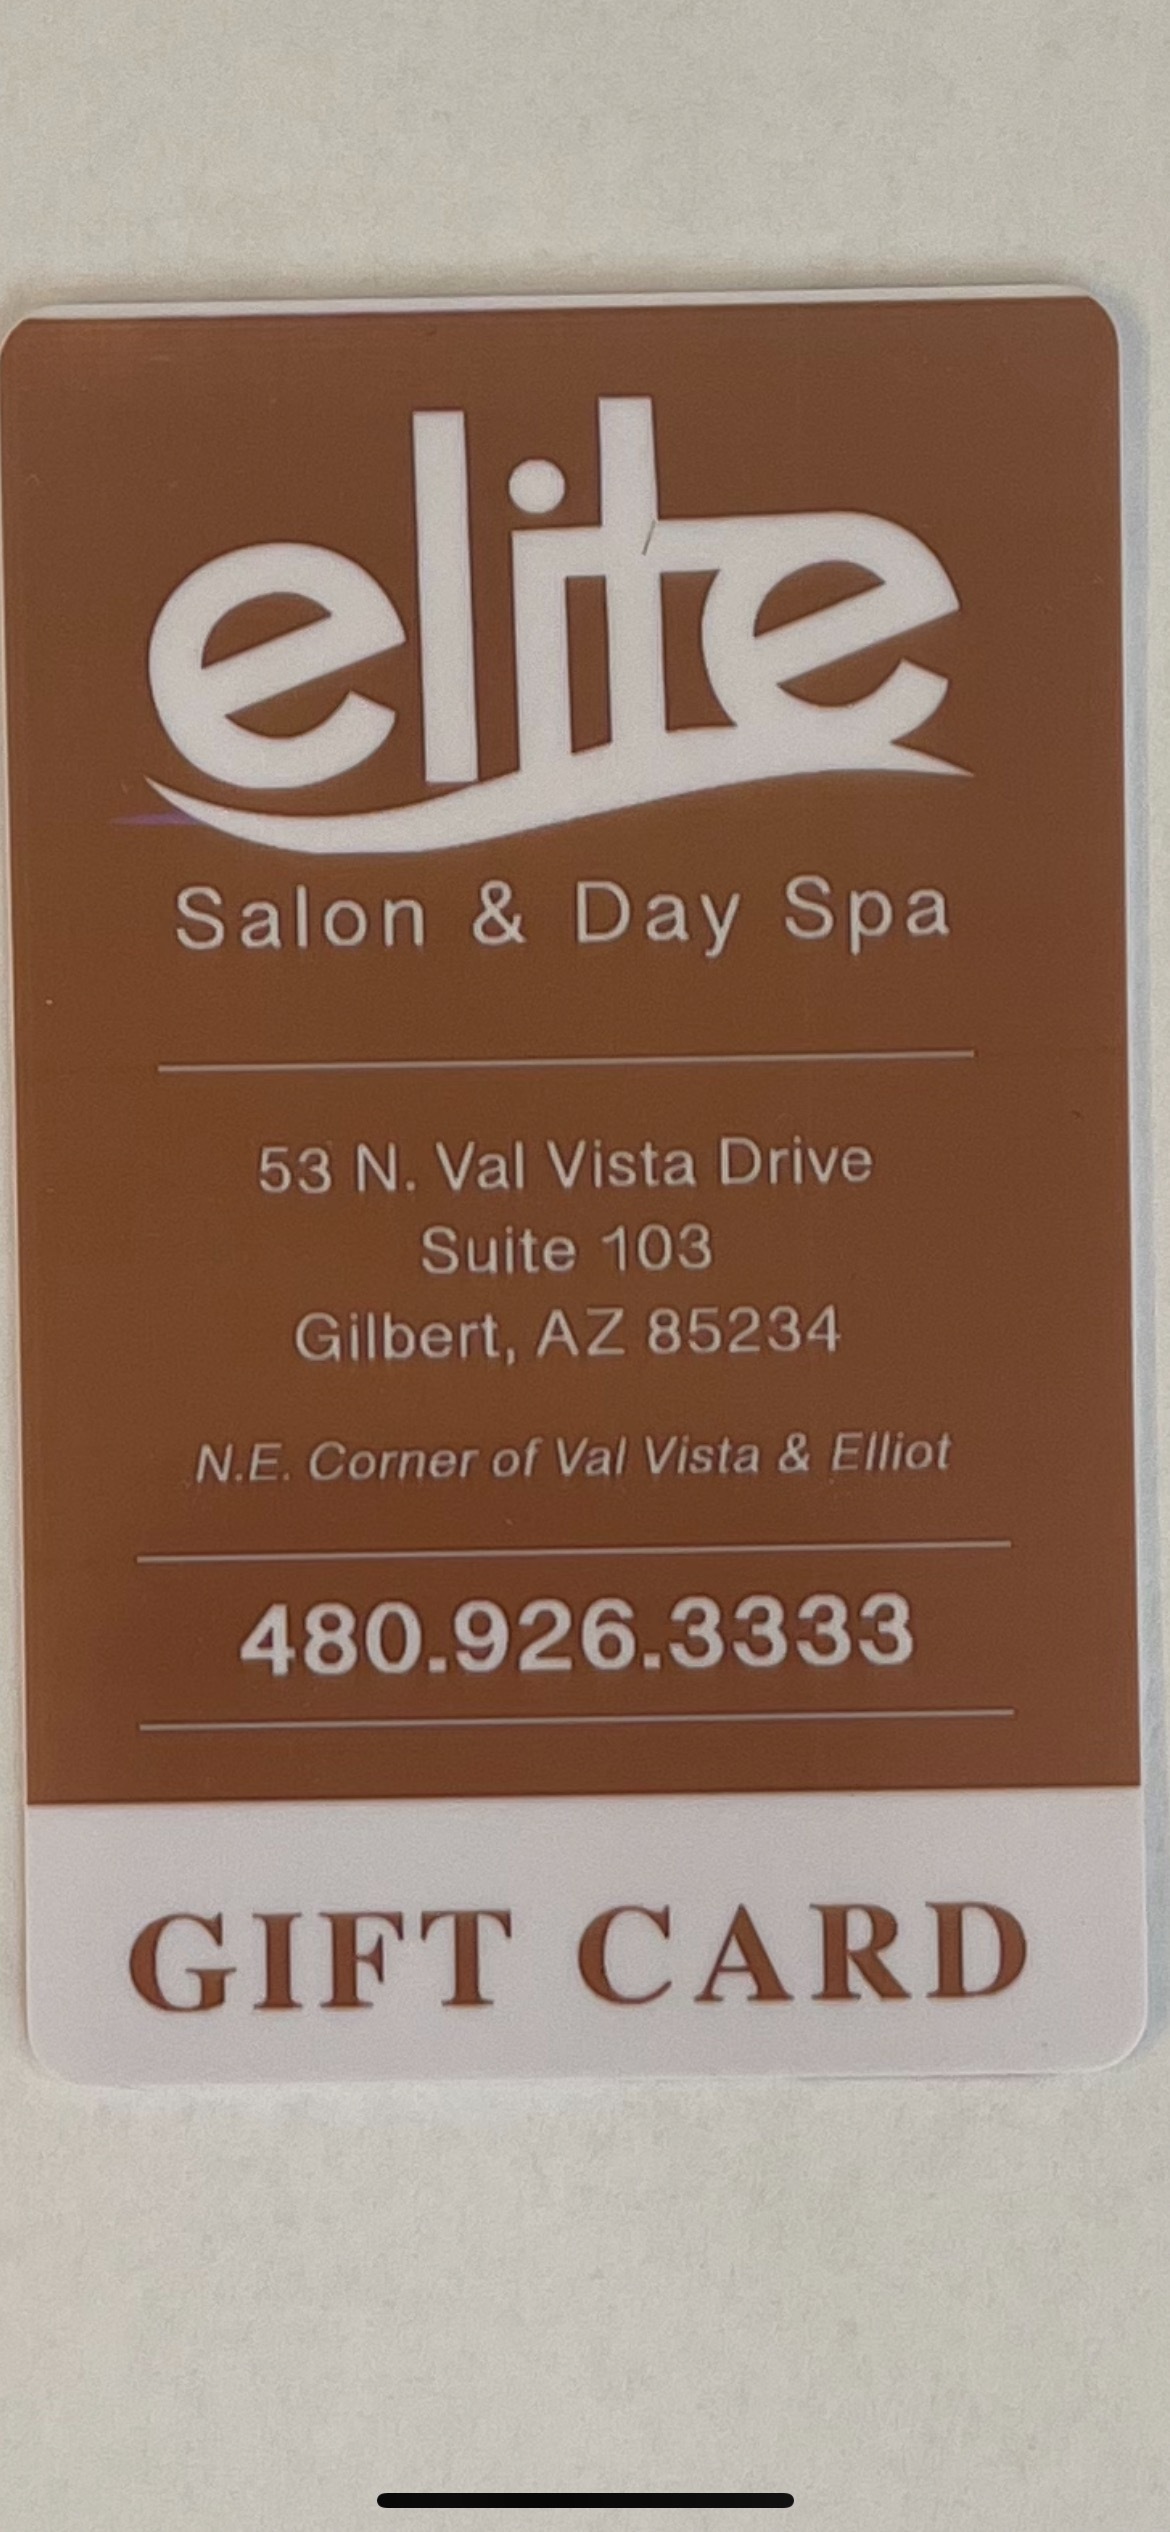 elite
Salon & Day Spa
53 N. Val Vista Drive
Suite 103
Gilbert, AZ 85234
N.E. Corner of Val Vista & Elliot
480.926.3333
GIFT CARD